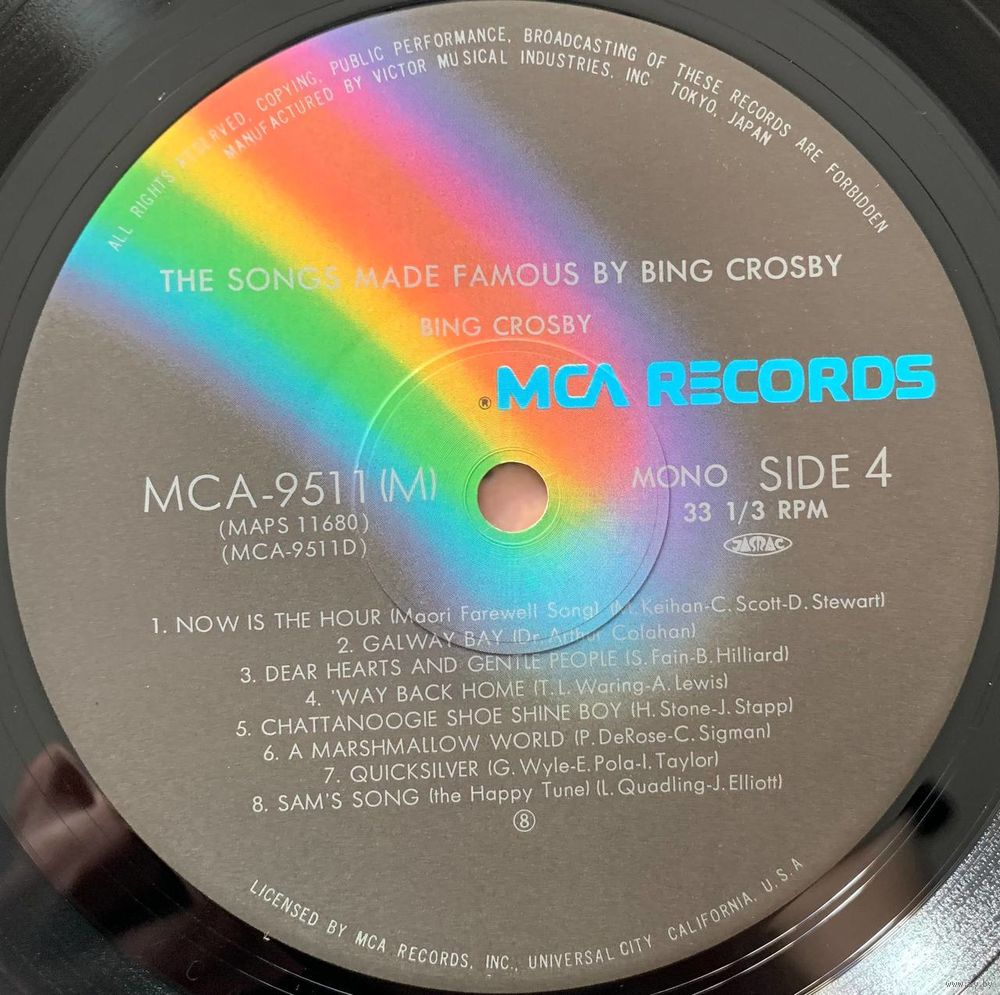 ALL RIGHTS RESERVED, COPYING, PUBLIC PERFORMANCE, BROADCASTING OF THESE RECORDS ARE FORBIDDEN
MANUFACTURED BY VICTOR MUSICAL INDUSTRIES, INC TOKYO, JAPAN
THE SONGS MADE FAMOUS BY BING CROSBY
BING CROSBY
® MCA RECORDS
MCA-9511(M) MONO SIDE 4
(MAPS 11680) 33 1/3 RPM
(MCA-9511D) JASRAC
1. NOW IS THE HOUR (Maori Farewell Song) (M. Keihan-C. Scott-D. Stewart)
2. GALWAY BAY (Dr. Arthur Colahan)
3. DEAR HEARTS AND GENTLE PEOPLE (S. Fain-B. Hilliard)
4. 'WAY BACK HOME (T. L. Waring-A. Lewis)
5. CHATTANOOGIE SHOE SHINE BOY (H. Stone-J. Stapp)
6. A MARSHMALLOW WORLD (P. DeRose-C. Sigman)
7. QUICKSILVER (G. Wyle-E. Pola-I. Taylor)
8. SAM'S SONG (the Happy Tune) (L. Quadling-J. Elliott)
⑧
LICENSED BY MCA RECORDS, INC., UNIVERSAL CITY CALIFORNIA, U.S.A